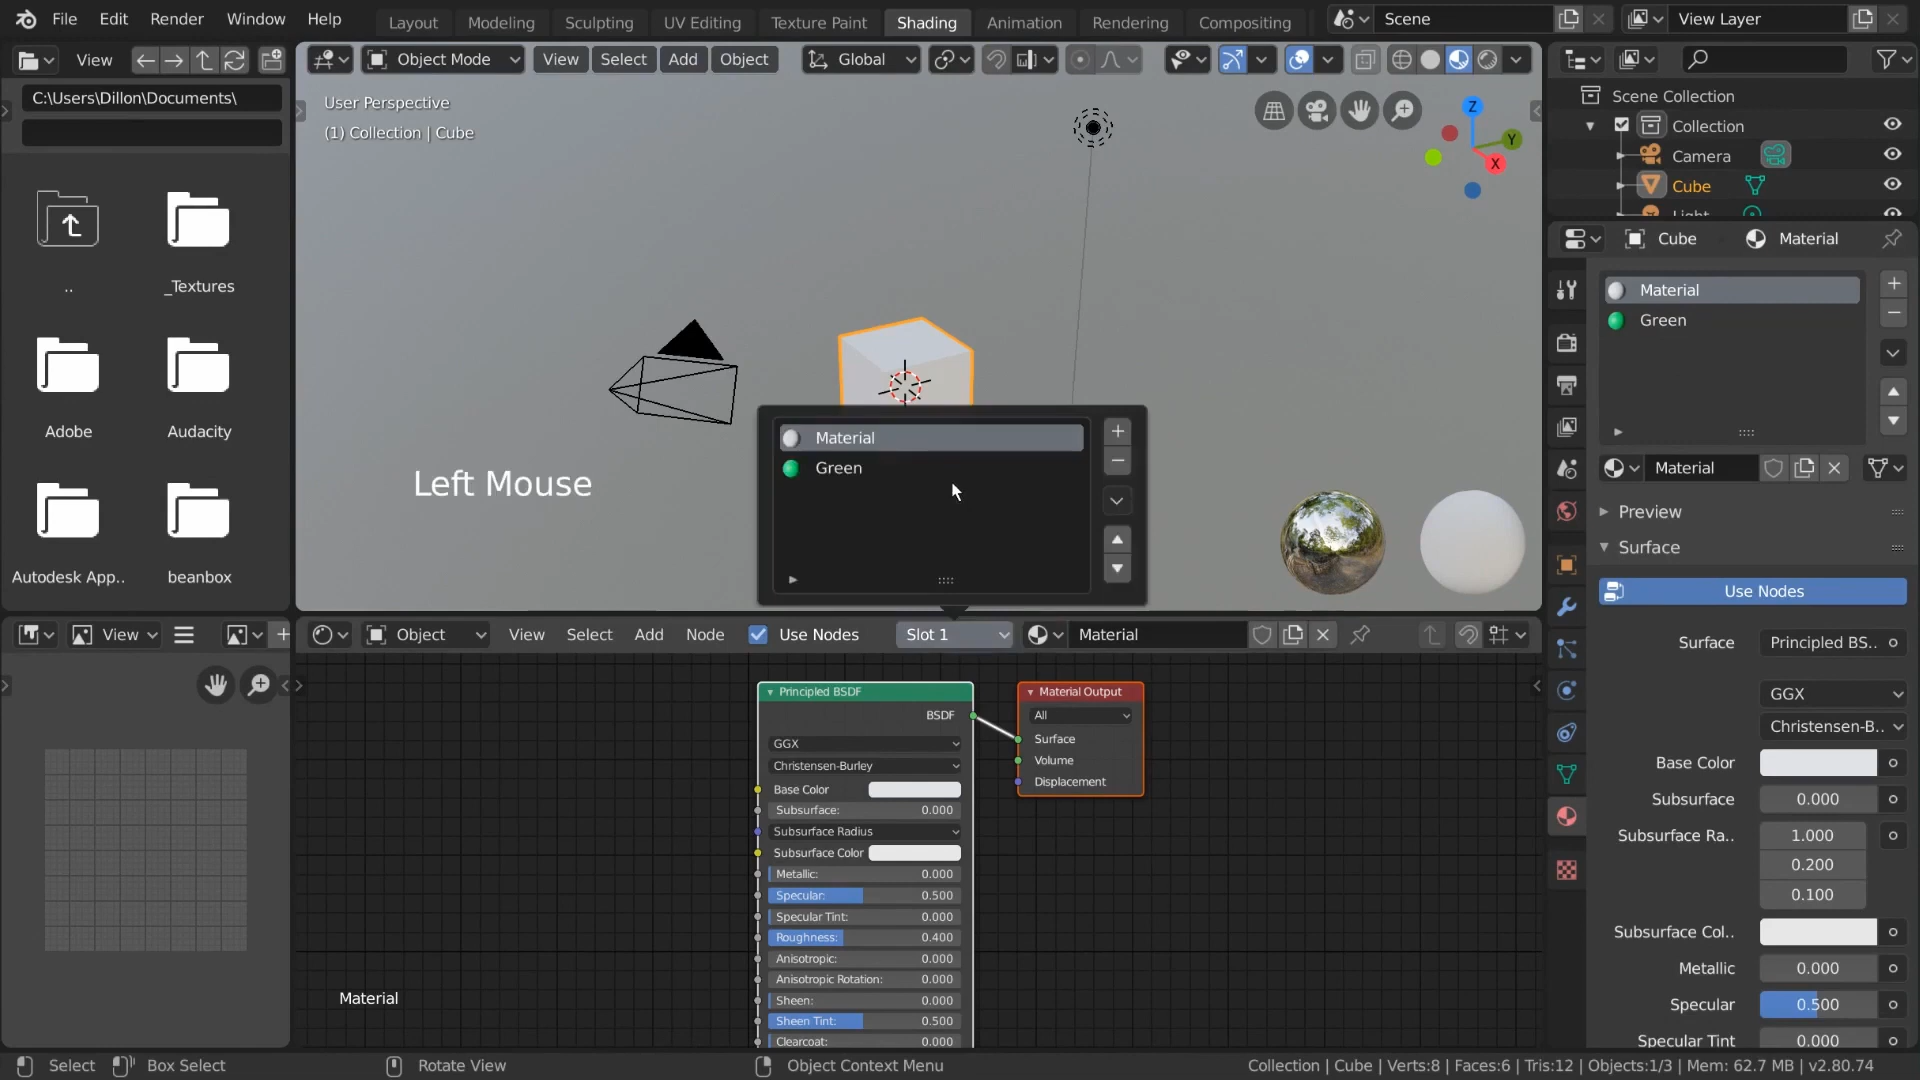 File Edit Render Window Help
Layout Modeling Sculpting UV Editing Texture Paint Shading Animation Rendering Compositing
Scene
View Layer
View
C:\Users\Dillon\Documents\
..
_Textures
Adobe
Audacity
Autodesk App..
beanbox
Object Mode View Select Add Object Global
User Perspective
(1) Collection | Cube
Z
Y
X
Left Mouse
Material
Green
Scene Collection
Collection
Camera
Cube
Light
Cube Material
Material
Green
Material
Preview
Surface
Use Nodes
Surface Principled BS..
GGX
Christensen-B..
Base Color
Subsurface 0.000
Subsurface Ra.. 1.000
0.200
0.100
Subsurface Col..
Metallic 0.000
Specular 0.500
Specular Tint 0.000
View
Object View Select Add Node Use Nodes Slot 1 Material
Principled BSDF
BSDF
GGX
Christensen-Burley
Base Color
Subsurface: 0.000
Subsurface Radius
Subsurface Color
Metallic: 0.000
Specular: 0.500
Specular Tint: 0.000
Roughness: 0.400
Anisotropic: 0.000
Anisotropic Rotation: 0.000
Sheen: 0.000
Sheen Tint: 0.500
Clearcoat: 0.000
Material Output
All
Surface
Volume
Displacement
Material
Select Box Select Rotate View Object Context Menu
Collection | Cube | Verts:8 | Faces:6 | Tris:12 | Objects:1/3 | Mem: 62.7 MB | v2.80.74